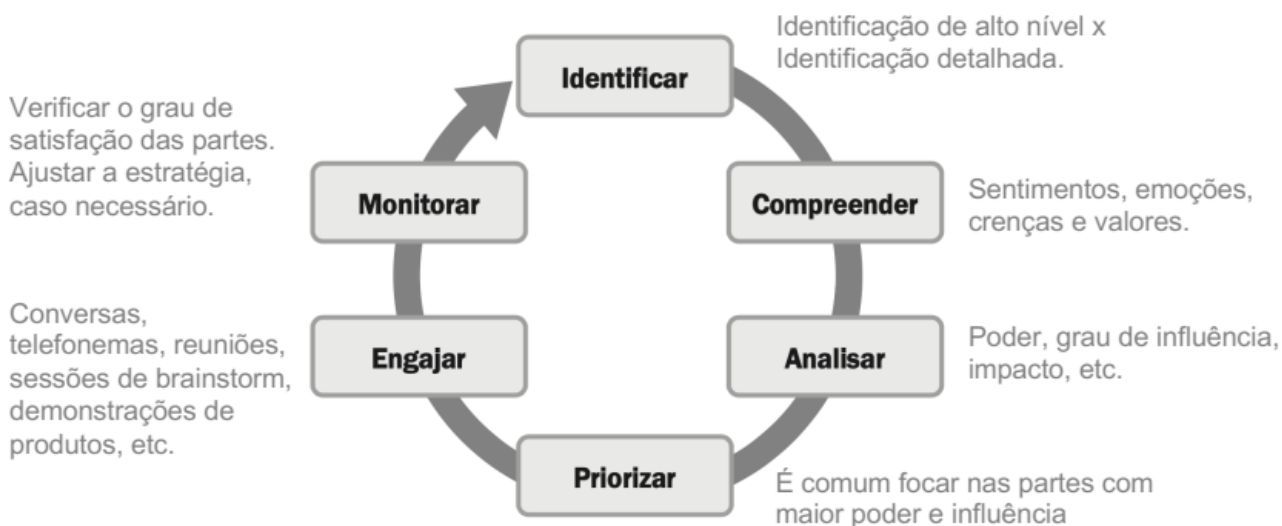 Identificar
Identificação de alto nível x
Identificação detalhada.
Compreender
Sentimentos, emoções,
crenças e valores.
Analisar
Poder, grau de influência,
impacto, etc.
Priorizar
É comum focar nas partes com
maior poder e influência
Engajar
Conversas,
telefonemas, reuniões,
sessões de brainstorm,
demonstrações de
produtos, etc.
Monitorar
Verificar o grau de
satisfação das partes.
Ajustar a estratégia,
caso necessário.